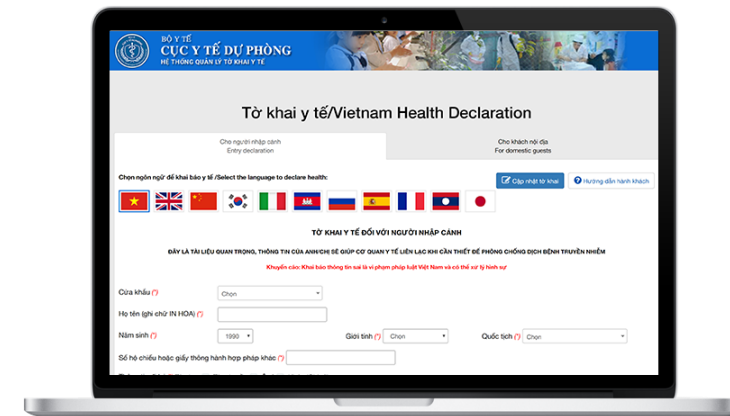 BỘ Y TẾ
CỤC Y TẾ DỰ PHÒNG
HỆ THỐNG QUẢN LÝ TỜ KHAI Y TẾ
Tờ khai y tế/Vietnam Health Declaration
Cho người nhập cảnh
Entry declaration
Cho khách nội địa
For domestic guests
Chọn ngôn ngữ để khai báo y tế /Select the language to declare health:
Cập nhật tờ khai
Hướng dẫn hành khách
TỜ KHAI Y TẾ ĐỐI VỚI NGƯỜI NHẬP CẢNH
ĐÂY LÀ TÀI LIỆU QUAN TRỌNG, THÔNG TIN CỦA ANH/CHỊ SẼ GIÚP CƠ QUAN Y TẾ LIÊN LẠC KHI CẦN THIẾT ĐỂ PHÒNG CHỐNG DỊCH BỆNH TRUYỀN NHIỄM
Khuyến cáo: Khai báo thông tin sai là vi phạm pháp luật Việt Nam và có thể xử lý hình sự
Cửa khẩu (*) Chọn
Họ tên (ghi chữ IN HOA) (*)
Năm sinh (*) 1990 Giới tính (*) Chọn Quốc tịch (*) Chọn
Số hộ chiếu hoặc giấy thông hành hợp pháp khác (*)